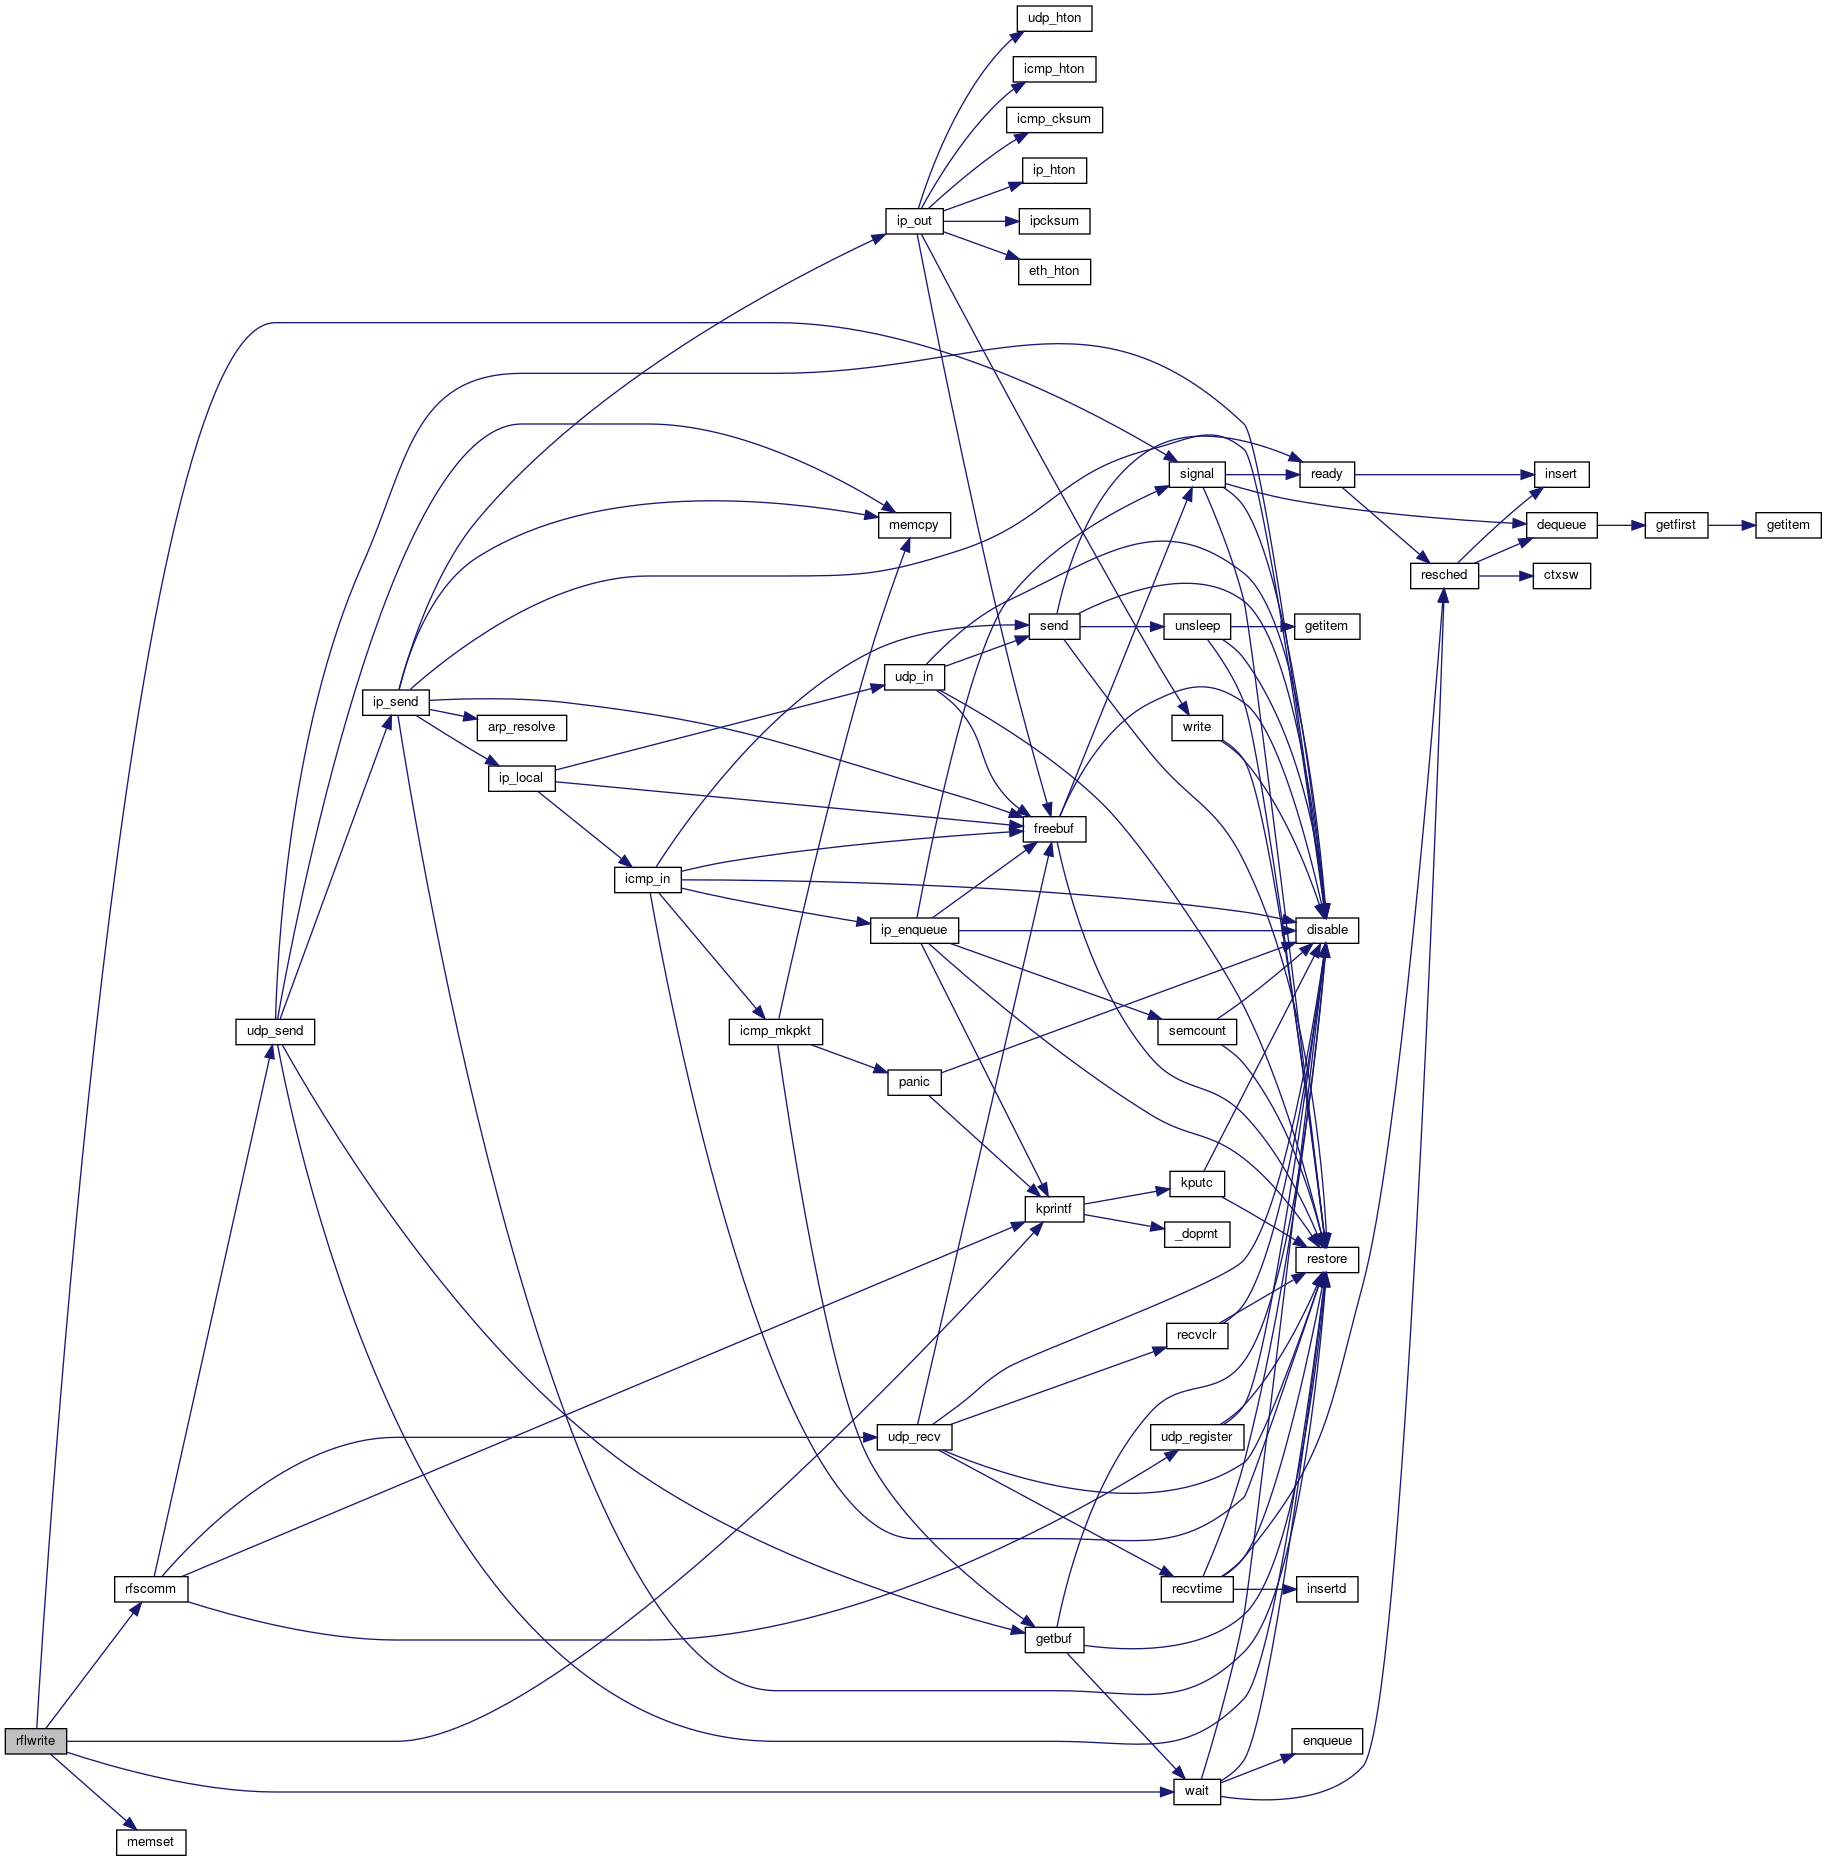 udp_hton
icmp_hton
icmp_cksum
ip_hton
ip_out
ipcksum
eth_hton
signal
ready
insert
memcpy
dequeue
getfirst
getitem
resched
ctxsw
send
unsleep
getitem
udp_in
ip_send
arp_resolve
write
ip_local
freebuf
icmp_in
ip_enqueue
disable
udp_send
icmp_mkpkt
semcount
panic
kputc
kprintf
_doprnt
restore
recvclr
udp_recv
udp_register
rfscomm
recvtime
insertd
getbuf
rflwrite
enqueue
wait
memset